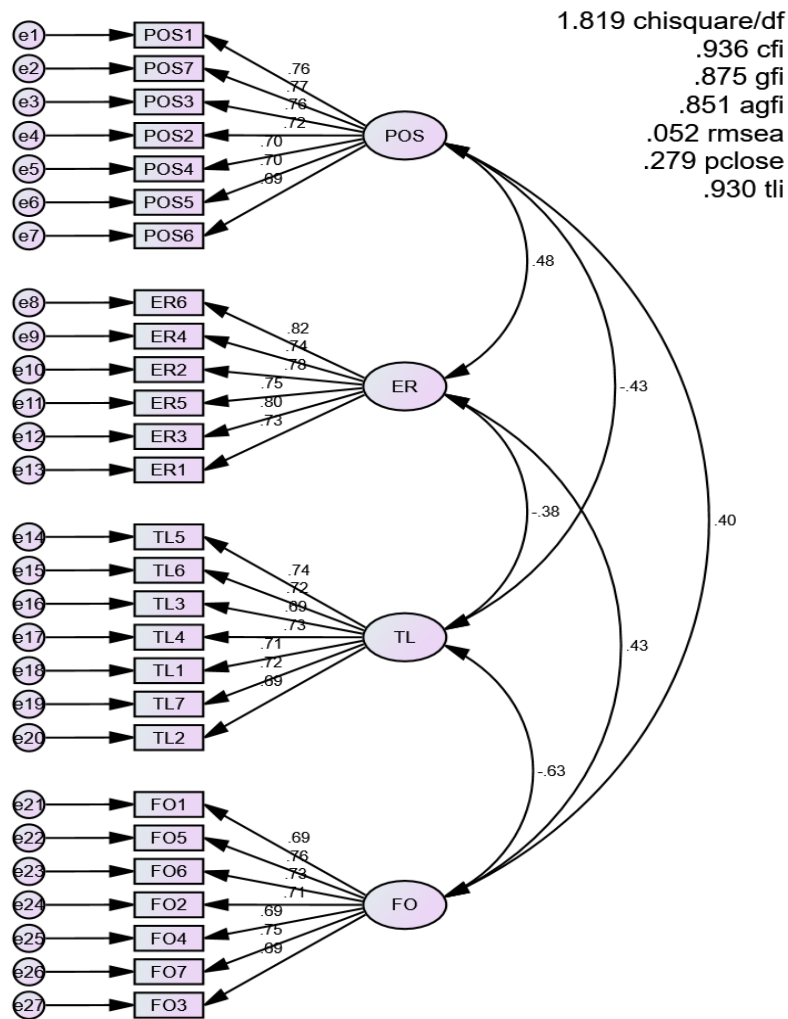 1.819 chisquare/df
.936 cfi
.875 gfi
.851 agfi
.052 rmsea
.279 pclose
.930 tli
e1 POS1
e2 POS7
e3 POS3
e4 POS2
e5 POS4
e6 POS5
e7 POS6
.76
.77
.76
.72
.70
.70
.69
POS
.48
e8 ER6
e9 ER4
e10 ER2
e11 ER5
e12 ER3
e13 ER1
.82
.74
.78
.75
.80
.73
ER
-.43
-.38
.40
e14 TL5
e15 TL6
e16 TL3
e17 TL4
e18 TL1
e19 TL7
e20 TL2
.74
.72
.69
.73
.71
.72
.69
TL
.43
-.63
e21 FO1
e22 FO5
e23 FO6
e24 FO2
e25 FO4
e26 FO7
e27 FO3
.69
.76
.73
.71
.69
.75
.69
FO